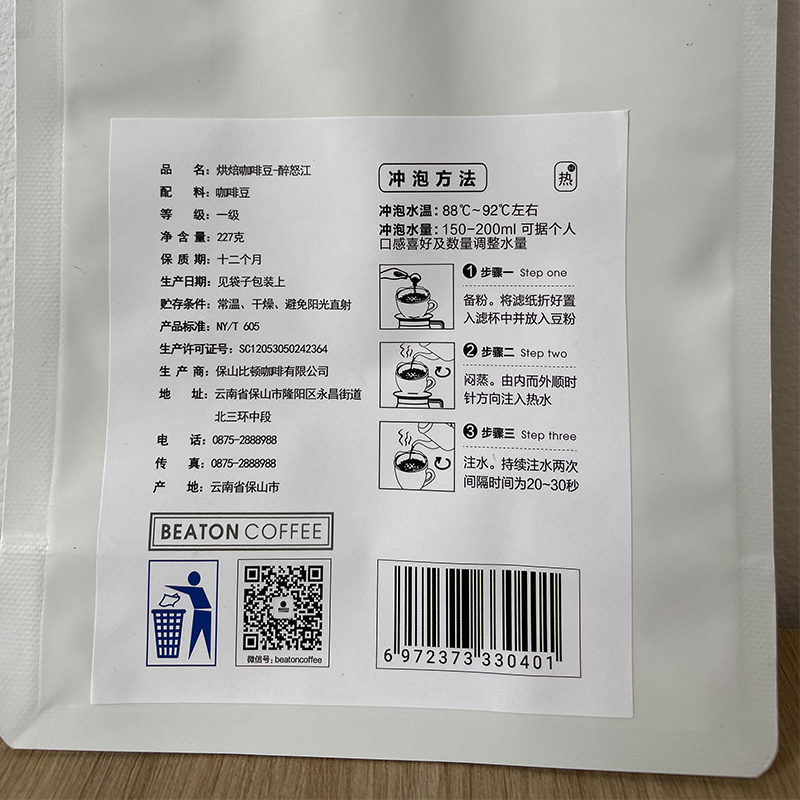 品 名：烘焙咖啡豆-醉怒江
配 料：咖啡豆
等 级：一级
净 含 量：227克
保 质 期：十二个月
生产日期：见袋子包装上
贮存条件：常温、干燥、避免阳光直射
产品标准：NY/T 605
生产许可证号：SC12053050242364
生 产 商：保山比顿咖啡有限公司
地 址：云南省保山市隆阳区永昌街道
北三环中段
电 话：0875-2888988
传 真：0875-2888988
产 地：云南省保山市
BEATON COFFEE
微信号：beatoncoffee
冲泡方法
热
冲泡水温：88℃~92℃左右
冲泡水量：150-200ml 可据个人
口感喜好及数量调整水量
1 步骤一 Step one
备粉。将滤纸折好置
入滤杯中并放入豆粉
2 步骤二 Step two
闷蒸。由内而外顺时
针方向注入热水
3 步骤三 Step three
注水。持续注水两次
间隔时间为20~30秒
6 972373 330401